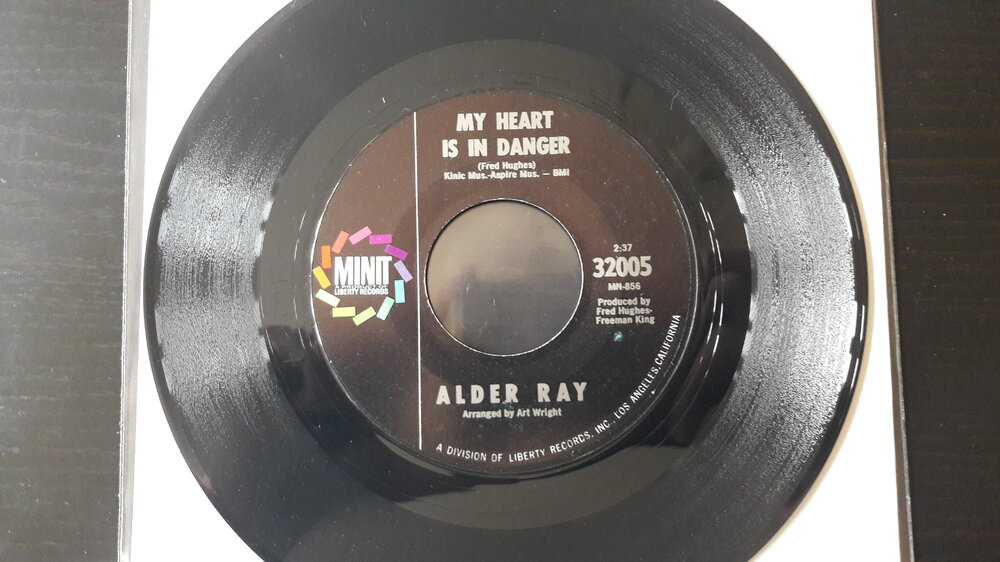 MY HEART
IS IN DANGER
(Fred Hughes)
Kinic Mus.-Aspire Mus. — BMI
MINIT
A PRODUCT OF
LIBERTY RECORDS
2:37
32005
MN-856
Produced by
Fred Hughes-
Freeman King
ALDER RAY
Arranged by Art Wright
A DIVISION OF LIBERTY RECORDS, INC., LOS ANGELES, CALIFORNIA